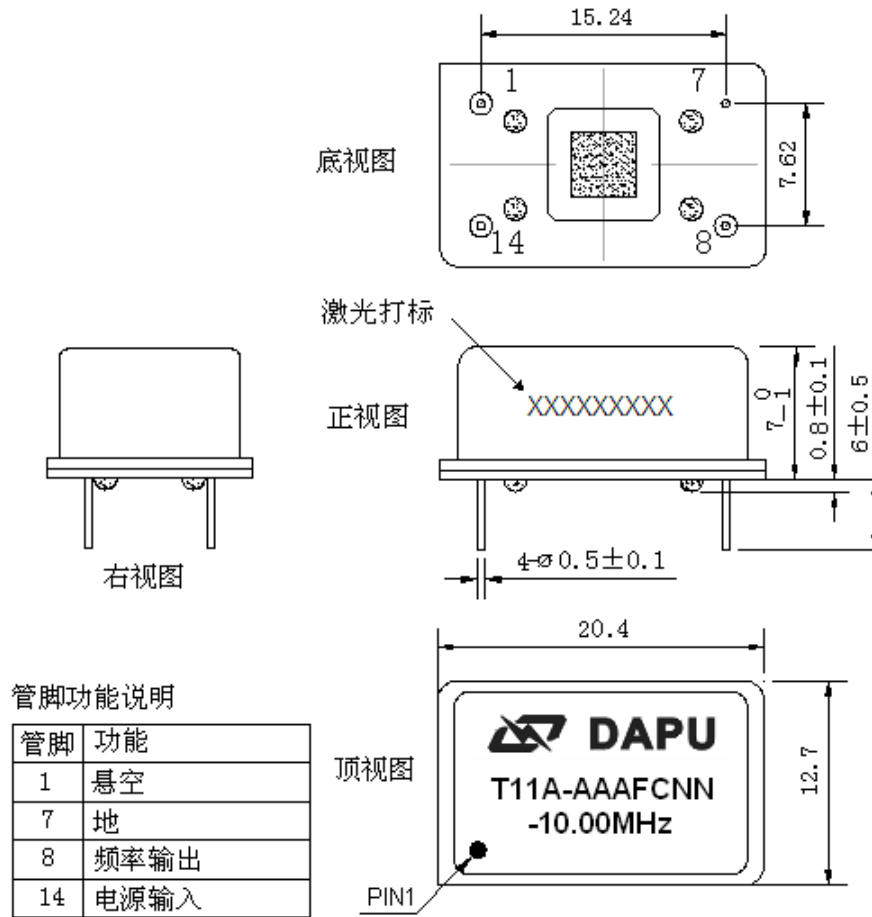 15.24
1
7
底视图
7.62
14
8
激光打标
正视图
XXXXXXXXX
7 0 -1
0.8±0.1
6±0.5
右视图
4-ø0.5±0.1
20.4
管脚功能说明
管脚 功能
1 悬空
7 地
8 频率输出
14 电源输入
顶视图
DAPU
T11A-AAAFCNN
-10.00MHz
12.7
PIN1